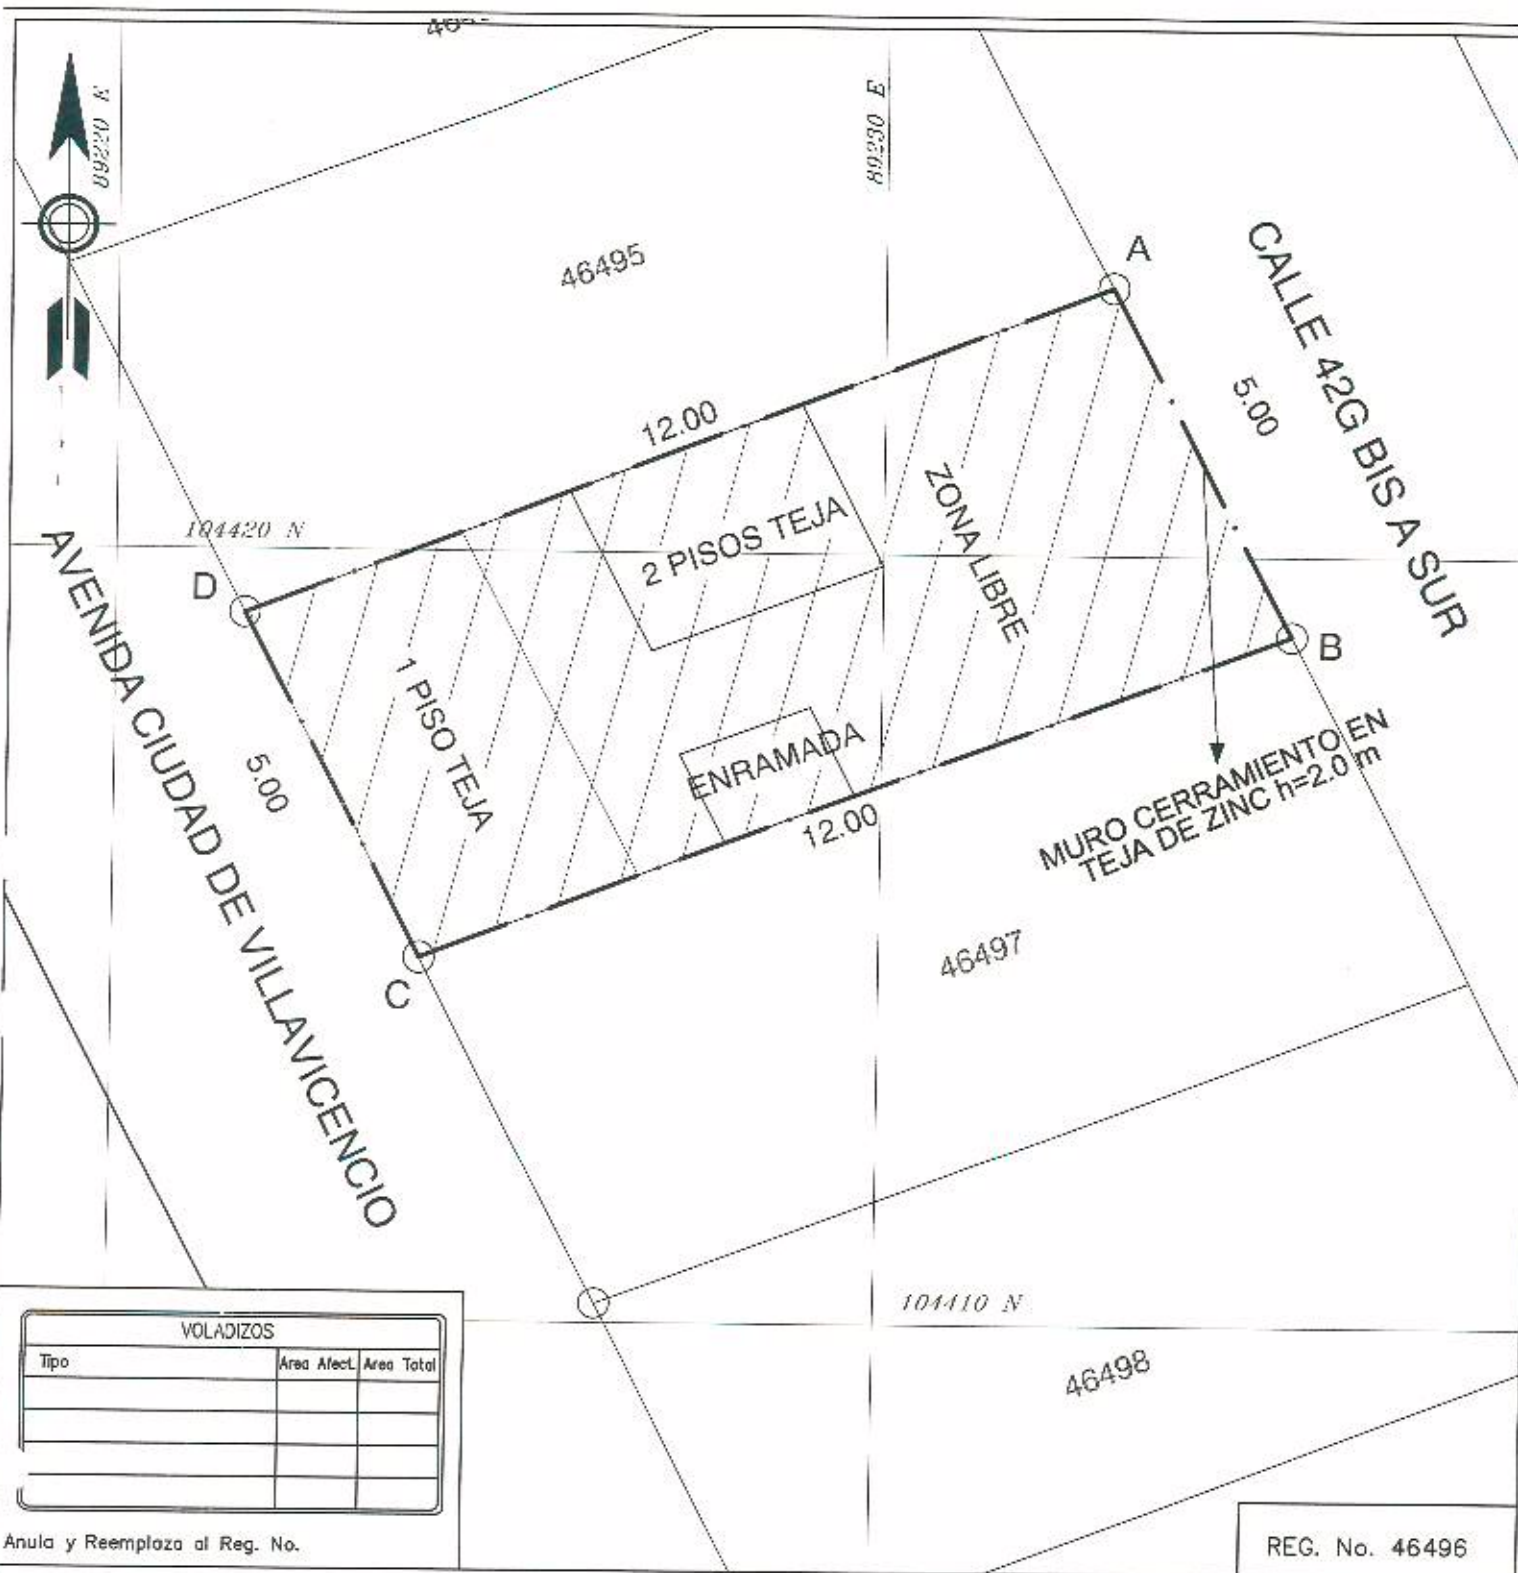 89220 E
89230 E
46495
A
CALLE 42G BIS A SUR
5.00
12.00
104420 N
2 PISOS TEJA
ZONA LIBRE
D
B
AVENIDA CIUDAD DE VILLAVICENCIO
1 PISO TEJA
5.00
ENRAMADA
12.00
MURO CERRAMIENTO EN
TEJA DE ZINC h=2.0 m
46497
C
104410 N
46498
VOLADIZOS
Tipo Area Afect. Area Total
Anula y Reemplaza al Reg. No.
REG. No. 46496